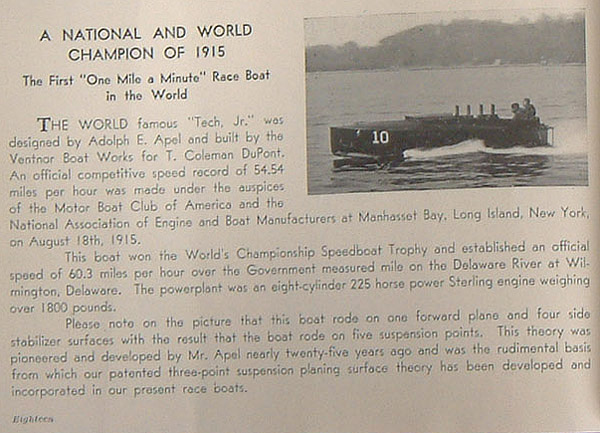 A NATIONAL AND WORLD
CHAMPION OF 1915
The First "One Mile a Minute" Race Boat
in the World
THE WORLD famous "Tech, Jr." was
designed by Adolph E. Apel and built by the
Ventnor Boat Works for T. Coleman DuPont.
An official competitive speed record of 54.54
miles per hour was made under the auspices
of the Motor Boat Club of America and the
National Association of Engine and Boat Manufacturers at Manhasset Bay, Long Island, New York,
on August 18th, 1915.
This boat won the World's Championship Speedboat Trophy and established an official
speed of 60.3 miles per hour over the Government measured mile on the Delaware River at Wil-
mington, Delaware. The powerplant was an eight-cylinder 225 horse power Sterling engine weighing
over 1800 pounds.
Please note on the picture that this boat rode on one forward plane and four side
stabilizer surfaces with the result that the boat rode on five suspension points. This theory was
pioneered and developed by Mr. Apel nearly twenty-five years ago and was the rudimental basis
from which our patented three-point suspension planing surface theory has been developed and
incorporated in our present race boats.
Eighteen
10